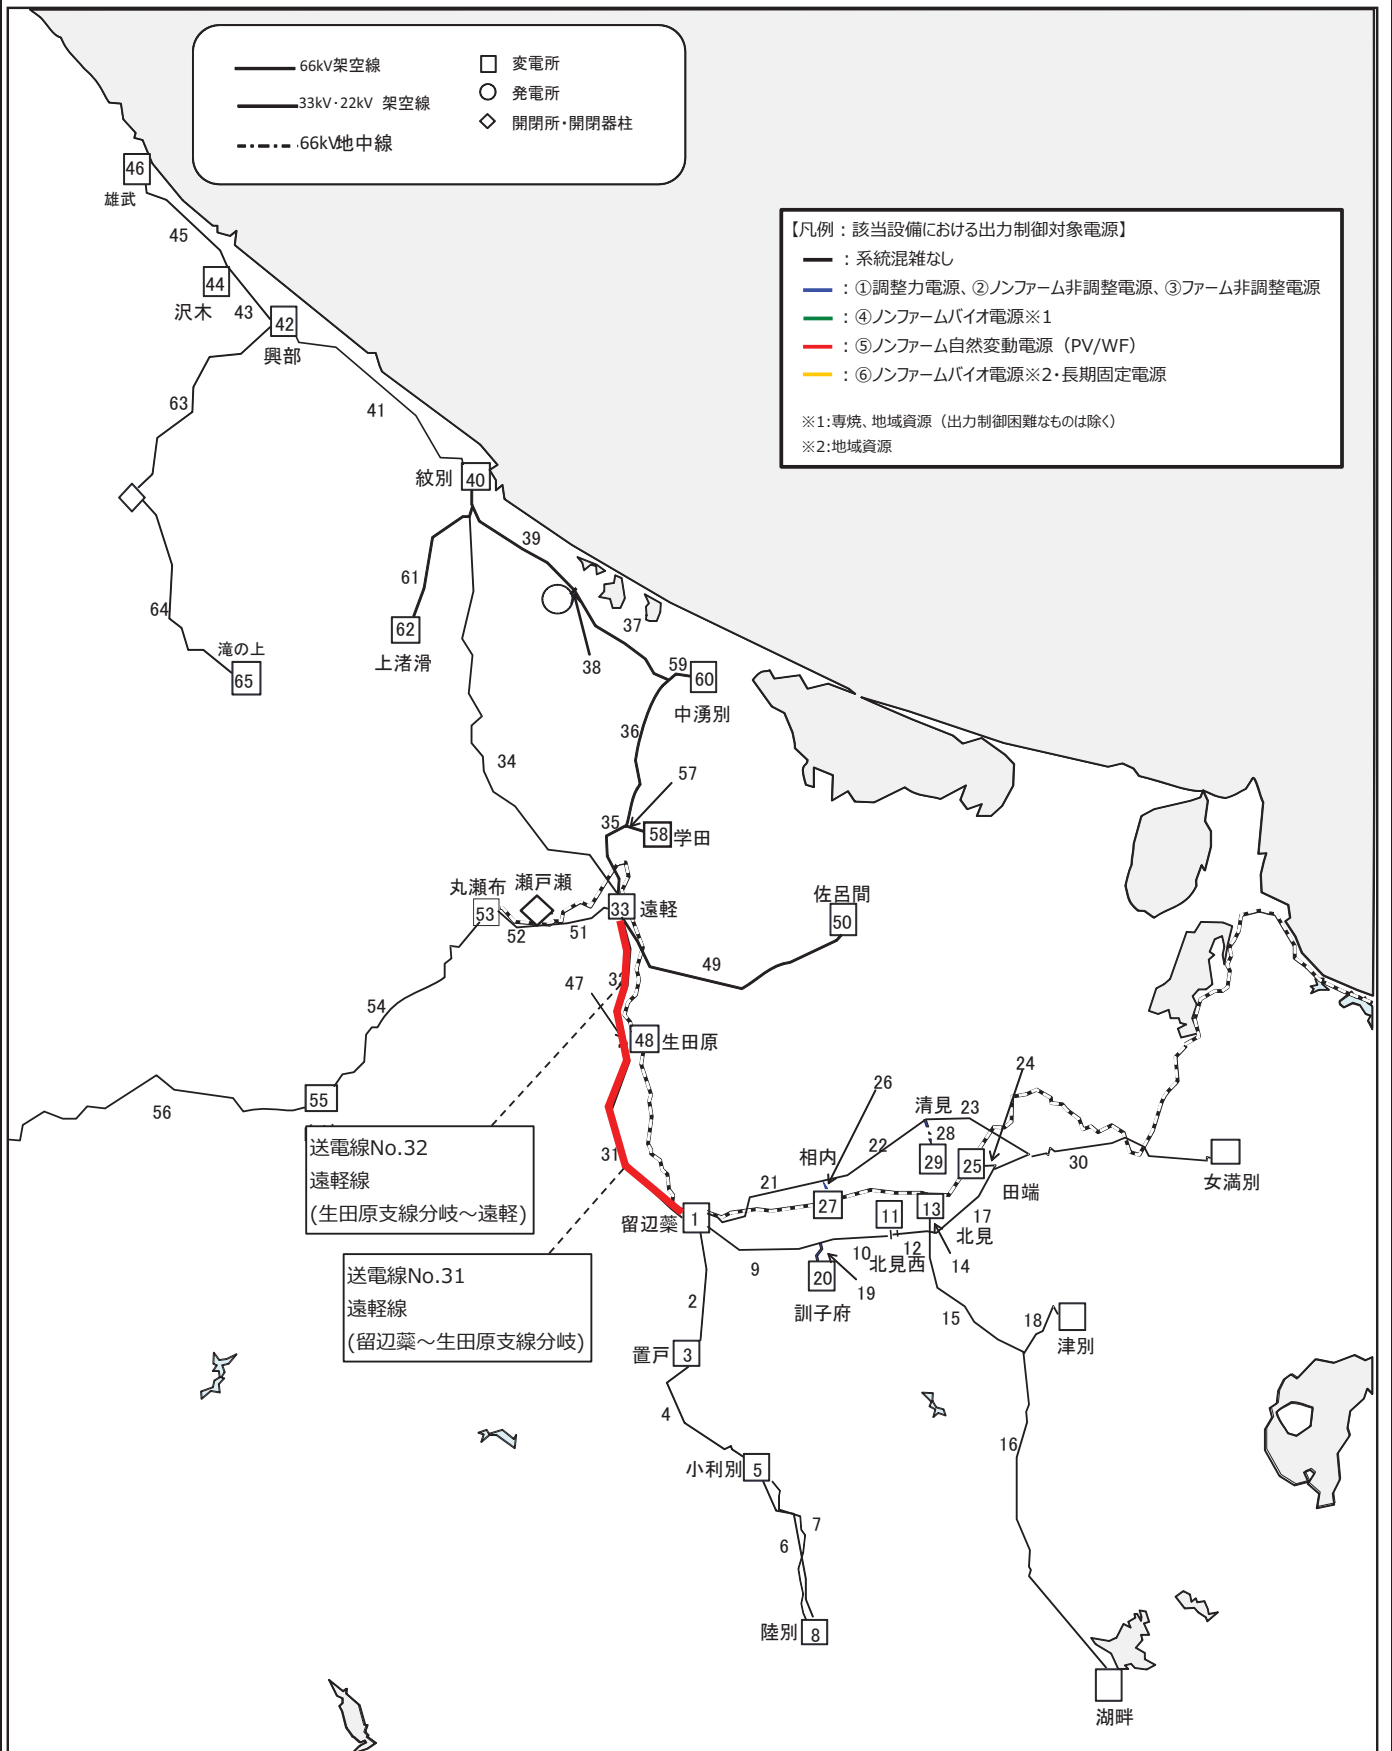 66kV架空線
33kV・22kV 架空線
66kV地中線
変電所
発電所
開閉所・開閉器柱
【凡例：該当設備における出力制御対象電源】
：系統混雑なし
：①調整力電源、②ノンファーム非調整電源、③ファーム非調整電源
：④ノンファームバイオ電源※1
：⑤ノンファーム自然変動電源（PV/WF）
：⑥ノンファームバイオ電源※2・長期固定電源
※1:専焼、地域資源（出力制御困難なものは除く）
※2:地域資源
46
雄武
45
44
沢木
43
42
興部
63
41
紋別
40
39
61
64
62
上渚滑
滝の上
65
37
38
59
60
中湧別
36
34
57
35
58
学田
丸瀬布
瀬戸瀬
53
52
51
33
遠軽
佐呂間
50
49
47
54
48
生田原
55
56
送電線No.32
遠軽線
(生田原支線分岐～遠軽)
31
送電線No.31
遠軽線
(留辺蘂～生田原支線分岐)
24
26
清見
23
28
22
29
相内
25
21
27
田端
30
女満別
留辺蘂
1
11
13
17
北見
10
北見西
12
14
9
20
19
訓子府
2
15
18
津別
置戸
3
4
16
小利別
5
7
6
陸別
8
湖畔